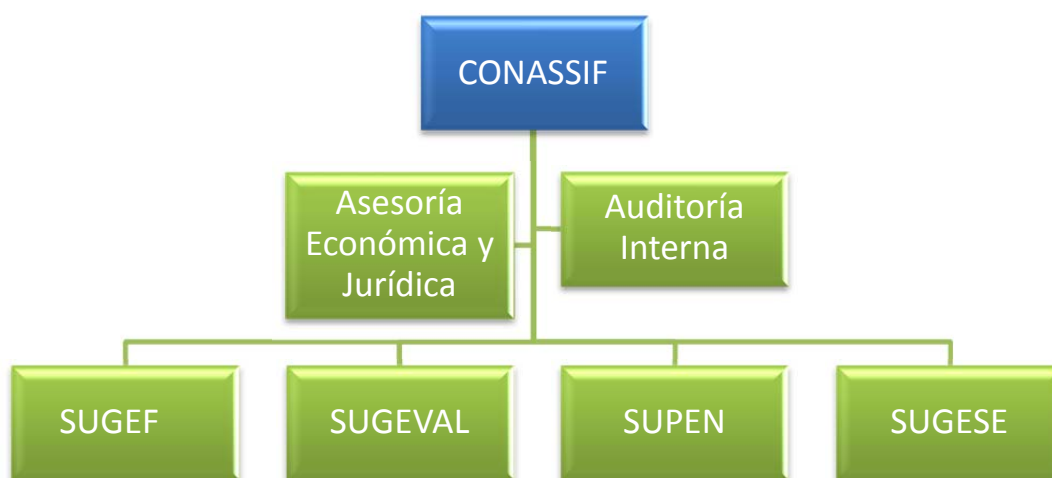 CONASSIF
Asesoría
Económica y
Jurídica
Auditoría
Interna
SUGEF
SUGEVAL
SUPEN
SUGESE